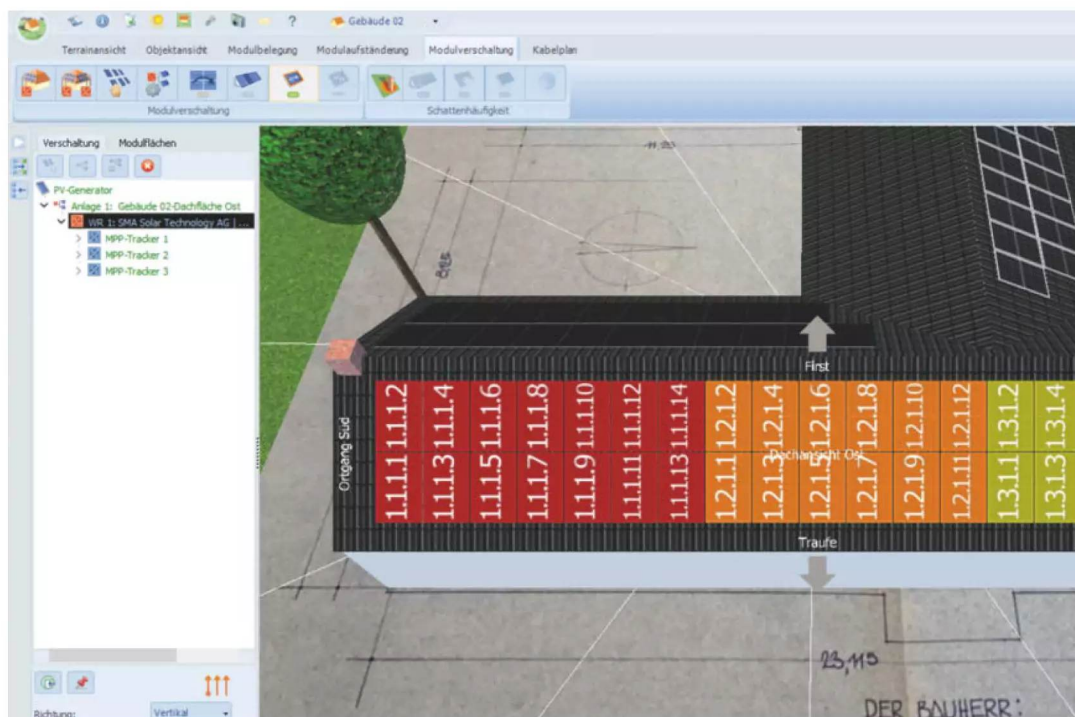 ? Gebäude 02
Terrainansicht Objektansicht Modulbelegung Modulaufständerung Modulverschaltung Kabelplan
Modulverschaltung Schattenhäufigkeit
Verschaltung Modulflächen
PV-Generator
Anlage 1: Gebäude 02-Dachfläche Ost
WR 1: SMA Solar Technology AG | ...
MPP-Tracker 1
MPP-Tracker 2
MPP-Tracker 3
Richtung: Vertikal
11,25
First
Ortgang Süd
1.1.1.2 1.1.1.4 1.1.1.6 1.1.1.8 1.1.1.10 1.1.1.12 1.1.1.14 1.2.1.2 1.2.1.4 1.2.1.6 1.2.1.8 1.2.1.10 1.2.1.12 1.3.1.2 1.3.1.4
Dachansicht Ost
1.1.1.1 1.1.1.3 1.1.1.5 1.1.1.7 1.1.1.9 1.1.1.11 1.1.1.13 1.2.1.1 1.2.1.3 1.2.1.5 1.2.1.7 1.2.1.9 1.2.1.11 1.3.1.1 1.3.1.3
Traufe
23,115
DER BAUHERR: